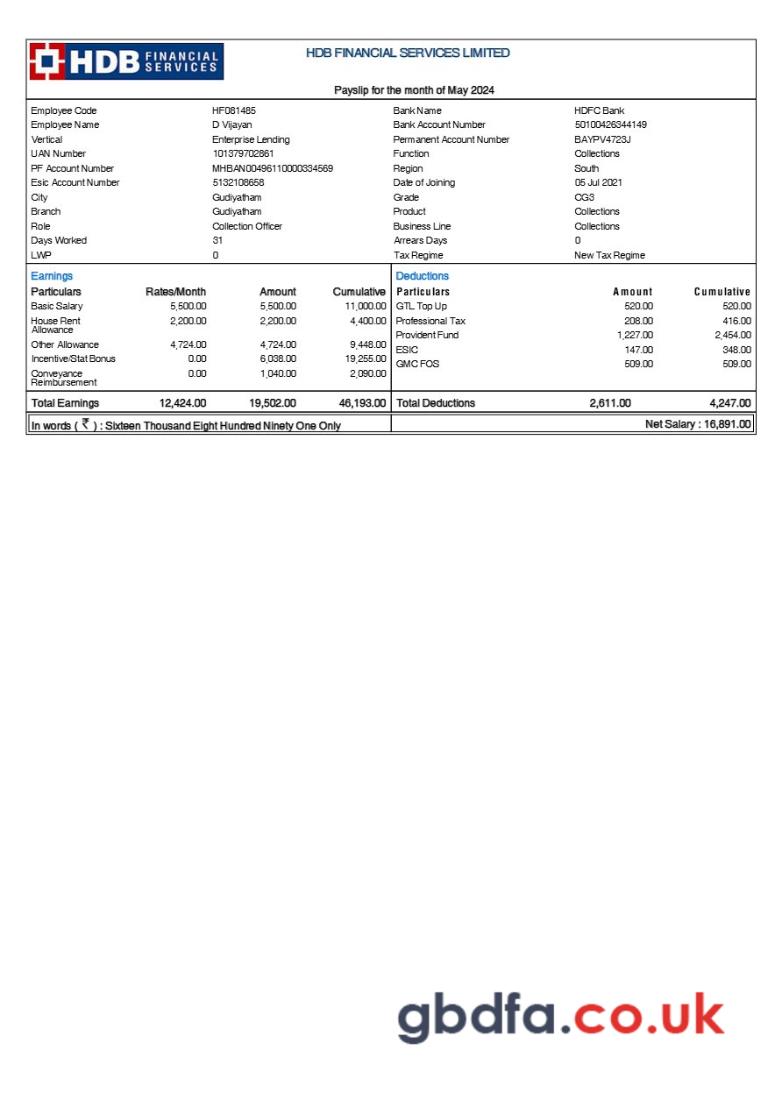 HDB FINANCIAL SERVICES
HDB FINANCIAL SERVICES LIMITED
Payslip for the month of May 2024
Employee Code HF081485 Bank Name HDFC Bank
Employee Name D Vijayan Bank Account Number 50100426344149
Vertical Enterprise Lending Permanent Account Number BAYPV4723J
UAN Number 101379702861 Function Collections
PF Account Number MHBAN00496110000334569 Region South
Esic Account Number 5132108658 Date of Joining 05 Jul 2021
City Gudiyatham Grade CG3
Branch Gudiyatham Product Collections
Role Collection Officer Business Line Collections
Days Worked 31 Arrears Days 0
LWP 0 Tax Regime New Tax Regime
Earnings Deductions
Particulars Rates/Month Amount Cumulative Particulars Amount Cumulative
Basic Salary 5,500.00 5,500.00 11,000.00 GTL Top Up 520.00 520.00
House Rent Allowance 2,200.00 2,200.00 4,400.00 Professional Tax 208.00 416.00
Provident Fund 1,227.00 2,454.00
Other Allowance 4,724.00 4,724.00 9,448.00 ESIC 147.00 348.00
Incentive/Stat Bonus 0.00 6,038.00 19,255.00 GMC FOS 509.00 509.00
Conveyance Reimbursement 0.00 1,040.00 2,090.00
Total Earnings 12,424.00 19,502.00 46,193.00 Total Deductions 2,611.00 4,247.00
In words ( ₹ ) : Sixteen Thousand Eight Hundred Ninety One Only Net Salary : 16,891.00
gbdfa.co.uk